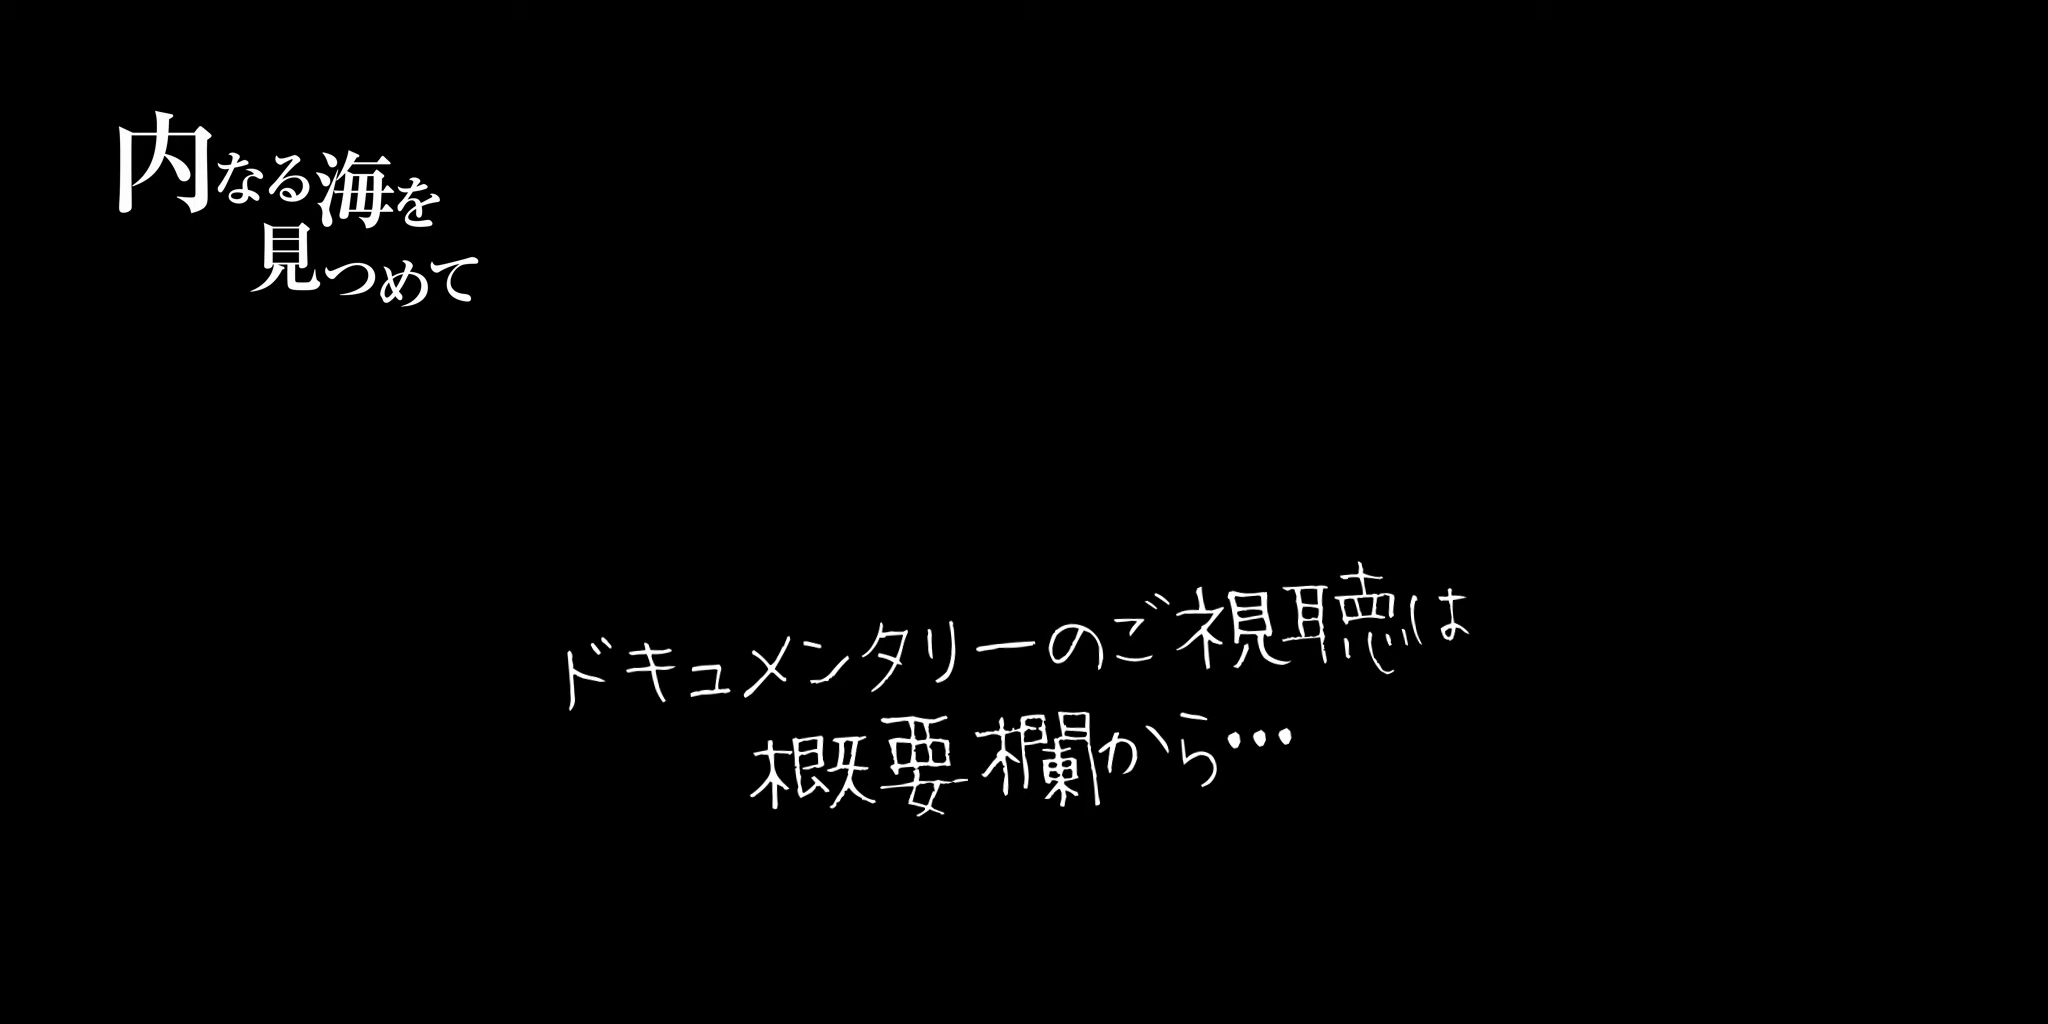 内なる海を
見つめて
ドキュメンタリーのご視聴は
概要欄から…